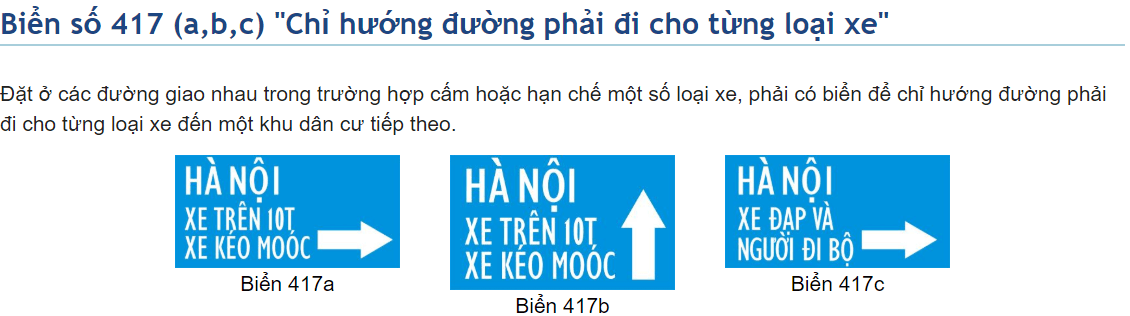 Biển số 417 (a,b,c) "Chỉ hướng đường phải đi cho từng loại xe"
Đặt ở các đường giao nhau trong trường hợp cấm hoặc hạn chế một số loại xe, phải có biển để chỉ hướng đường phải
đi cho từng loại xe đến một khu dân cư tiếp theo.
HÀ NỘI
XE TRÊN 10T
XE KÉO MOÓC
Biển 417a
HÀ NỘI
XE TRÊN 10T
XE KÉO MOÓC
Biển 417b
HÀ NỘI
XE ĐẠP VÀ
NGƯỜI ĐI BỘ
Biển 417c